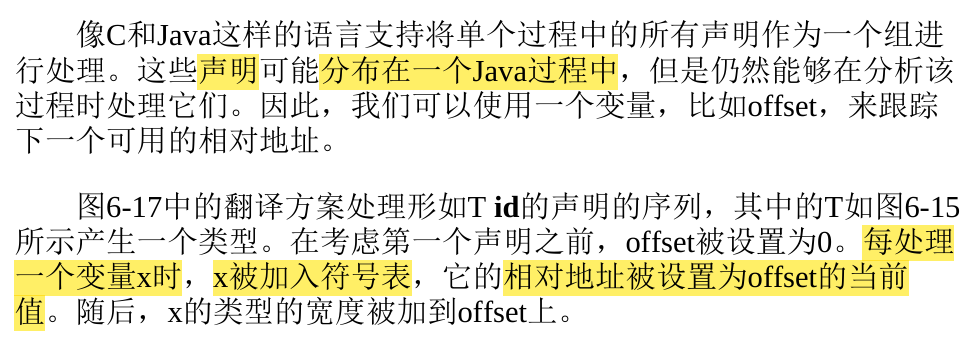 像C和Java这样的语言支持将单个过程中的所有声明作为一个组进
行处理。这些声明可能分布在一个Java过程中，但是仍然能够在分析该
过程时处理它们。因此，我们可以使用一个变量，比如offset，来跟踪
下一个可用的相对地址。
图6-17中的翻译方案处理形如T id的声明的序列，其中的T如图6-15
所示产生一个类型。在考虑第一个声明之前，offset被设置为0。每处理
一个变量x时，x被加入符号表，它的相对地址被设置为offset的当前
值。随后，x的类型的宽度被加到offset上。